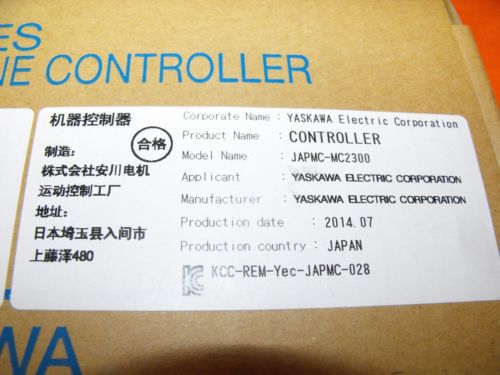 ES
NE CONTROLLER
机器控制器
合格
制造：
株式会社安川电机
运动控制工厂
地址：
日本埼玉县入间市
上藤泽480
Corporate Name : YASKAWA Electric Corporation
Product Name : CONTROLLER
Model Name : JAPMC-MC2300
Applicant : YASKAWA ELECTRIC CORPORATION
Manufacturer : YASKAWA ELECTRIC CORPORATION
Production date : 2014.07
Production country : JAPAN
KCC-REM-Yec-JAPMC-028
WA